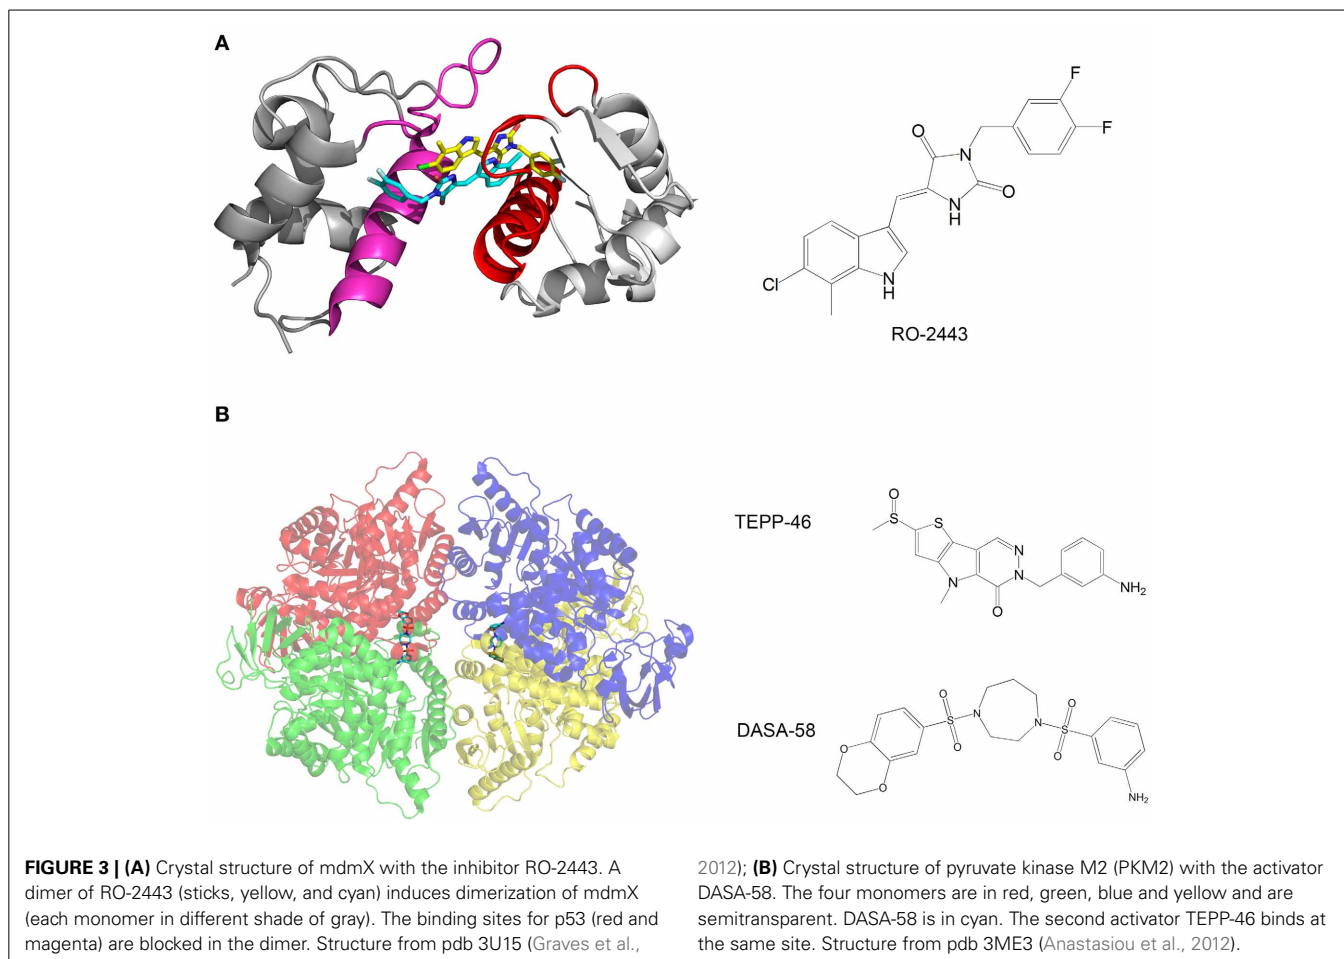 A
F
F
O
N
O
NH
Cl
N
H
RO-2443
B
TEPP-46
O
S
S
N
N
N
O
NH2
DASA-58
O
S
O
N
N
O
S
O
O
O
NH2
FIGURE 3 | (A) Crystal structure of mdmX with the inhibitor RO-2443. A
dimer of RO-2443 (sticks, yellow, and cyan) induces dimerization of mdmX
(each monomer in different shade of gray). The binding sites for p53 (red and
magenta) are blocked in the dimer. Structure from pdb 3U15 (Graves et al.,
2012); (B) Crystal structure of pyruvate kinase M2 (PKM2) with the activator
DASA-58. The four monomers are in red, green, blue and yellow and are
semitransparent. DASA-58 is in cyan. The second activator TEPP-46 binds at
the same site. Structure from pdb 3ME3 (Anastasiou et al., 2012).